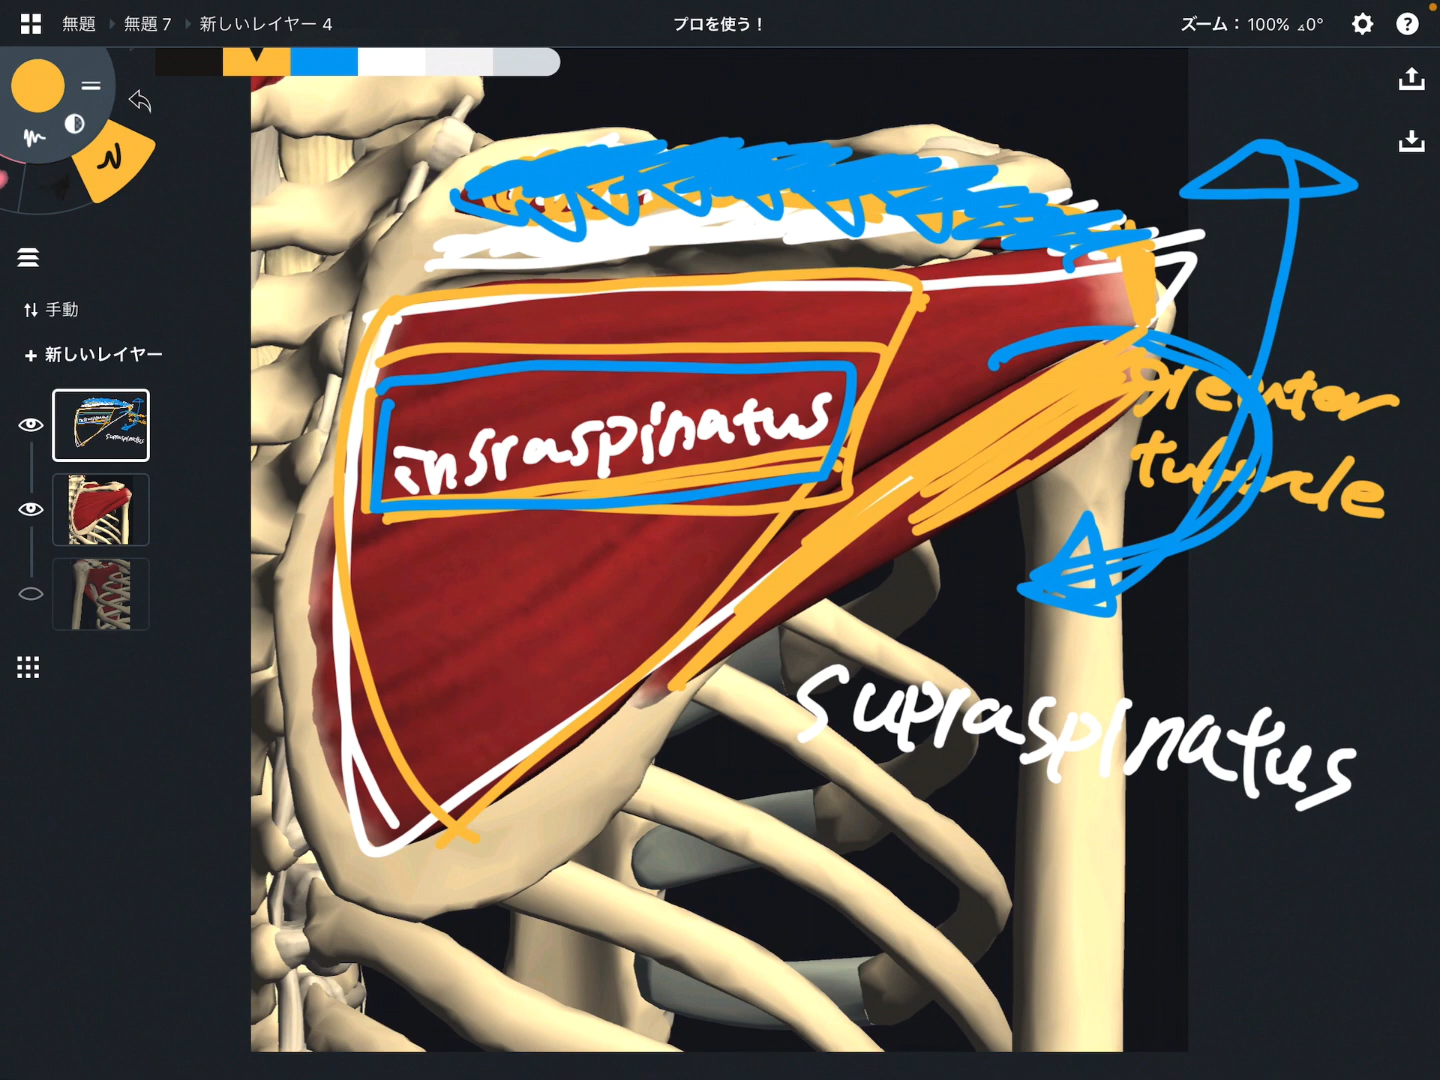 無題 無題 7 新しいレイヤー 4
プロを使う！
ズーム： 100% ⊿0°
手動
+ 新しいレイヤー
insraspinatus
greater
tubercle
supraspinatus